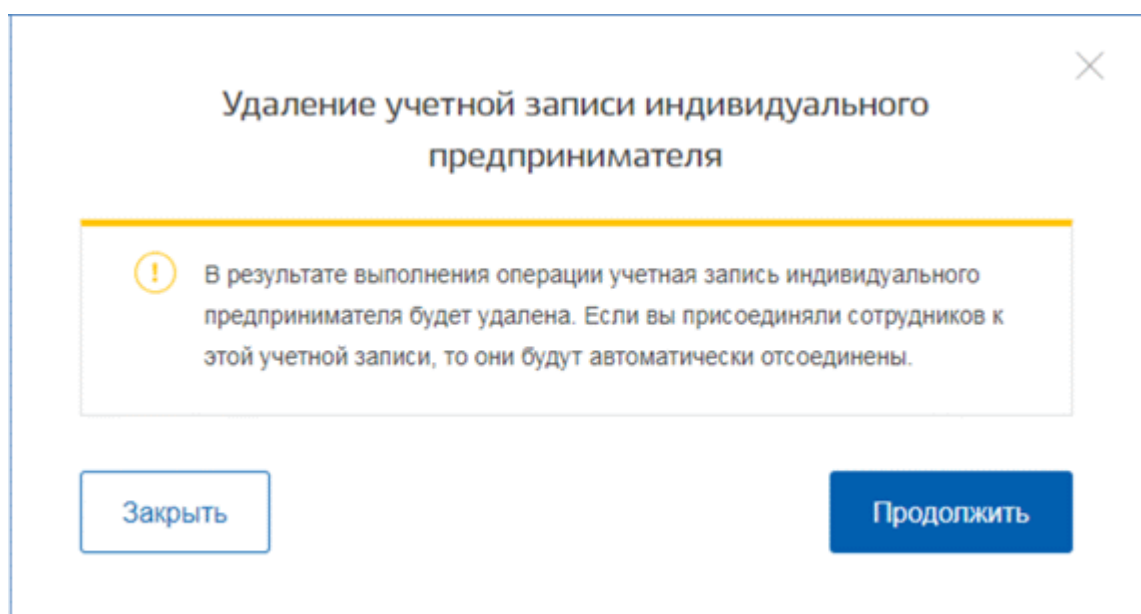 Удаление учетной записи индивидуального
предпринимателя
В результате выполнения операции учетная запись индивидуального
предпринимателя будет удалена. Если вы присоединяли сотрудников к
этой учетной записи, то они будут автоматически отсоединены.
Закрыть
Продолжить